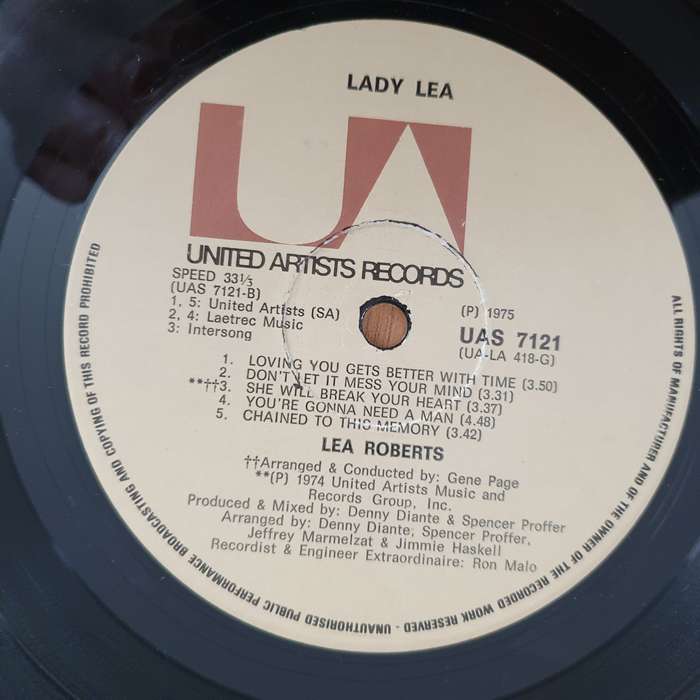 LADY LEA
UA
UNITED ARTISTS RECORDS
SPEED 33⅓
(UAS 7121-B)
1, 5: United Artists (SA)
2, 4: Laetrec Music
3: Intersong
(P) 1975
UAS 7121
(UA-LA 418-G)
1. LOVING YOU GETS BETTER WITH TIME (3.50)
2. DON'T LET IT MESS YOUR MIND (3.31)
**††3. SHE WILL BREAK YOUR HEART (3.37)
4. YOU'RE GONNA NEED A MAN (4.48)
5. CHAINED TO THIS MEMORY (3.42)
LEA ROBERTS
††Arranged & Conducted by: Gene Page
**(P) 1974 United Artists Music and
Records Group, Inc.
Produced & Mixed by: Denny Diante & Spencer Proffer
Arranged by: Denny Diante, Spencer Proffer,
Jeffrey Marmelzat & Jimmie Haskell
Recordist & Engineer Extraordinaire: Ron Malo
ALL RIGHTS OF MANUFACTURER AND OF THE OWNER OF THE RECORDED WORK RESERVED - UNAUTHORISED PUBLIC PERFORMANCE BROADCASTING AND COPYING OF THIS RECORD PROHIBITED